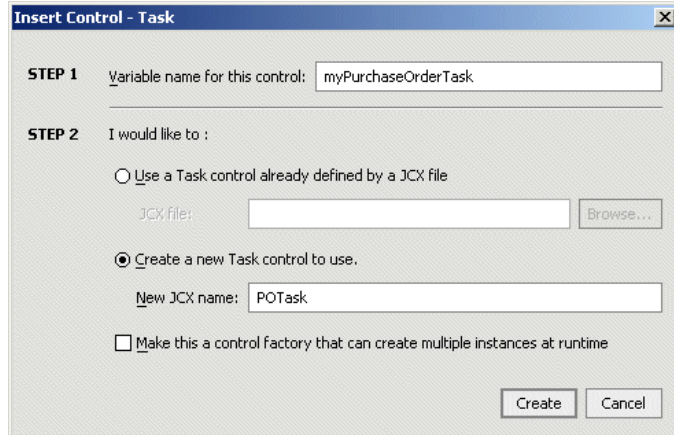 Insert Control - Task
STEP 1 Variable name for this control: myPurchaseOrderTask
STEP 2 I would like to :
Use a Task control already defined by a JCX file
JCX file: Browse...
Create a new Task control to use.
New JCX name: POTask
Make this a control factory that can create multiple instances at runtime
Create Cancel